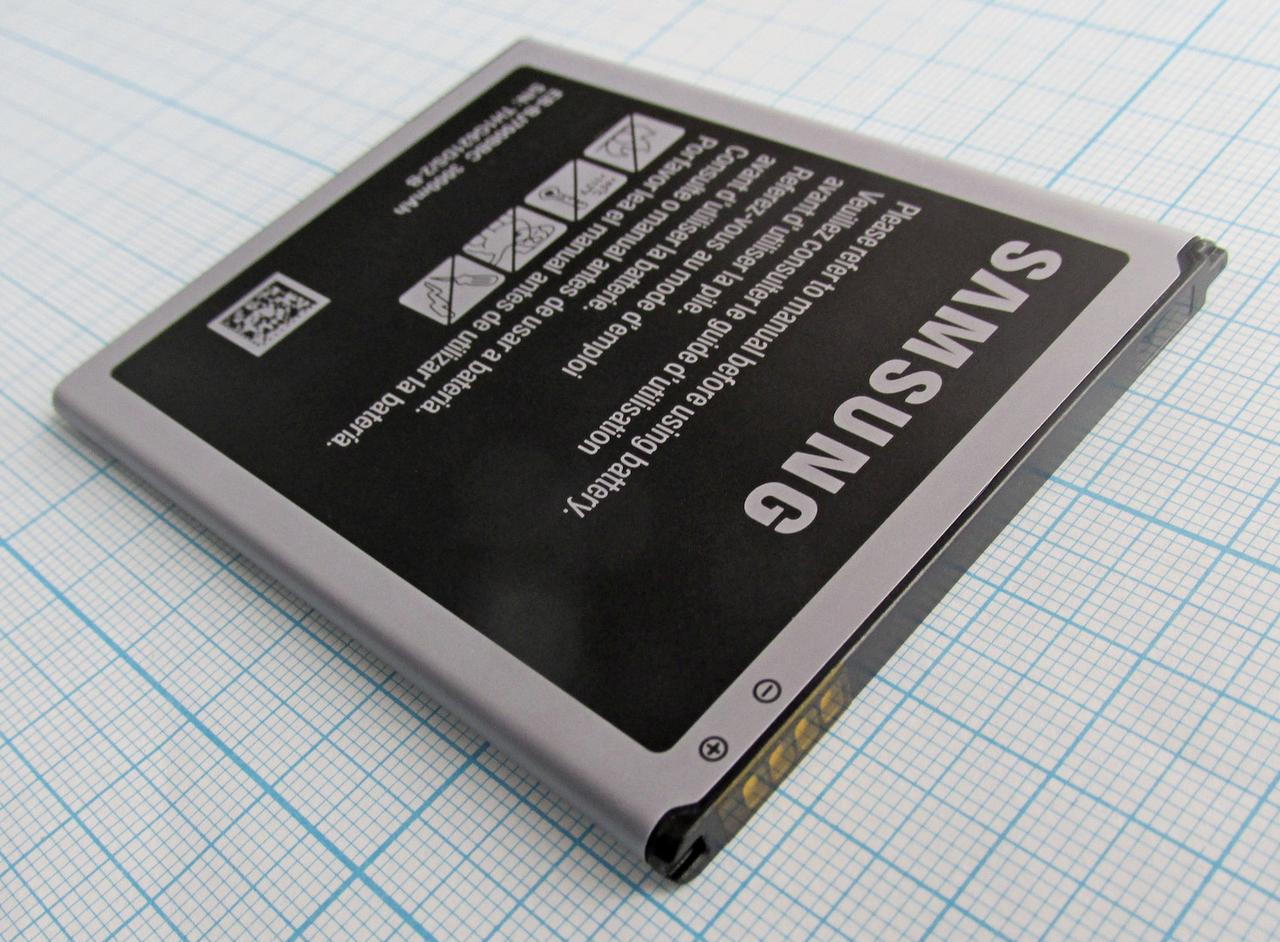 SAMSUNG
Please refer to manual before using battery.
Veuillez consulter le guide d'utilisation
avant d'utiliser la pile.
Referez-vous au mode d'emploi
avant d'utiliser la batterie.
Consulte o manual antes de usar a bateria.
Por favor lea el manual antes de utilizar la batería.
EB-BJ700BBC 3000mAh
S/N: